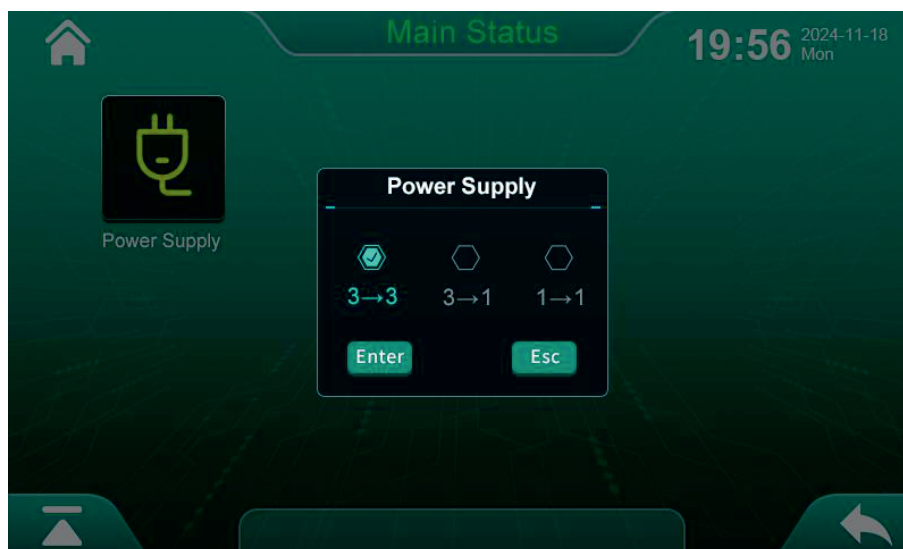 Main Status
19:56
2024-11-18
Mon
Power Supply
Power Supply
3→3
3→1
1→1
Enter
Esc